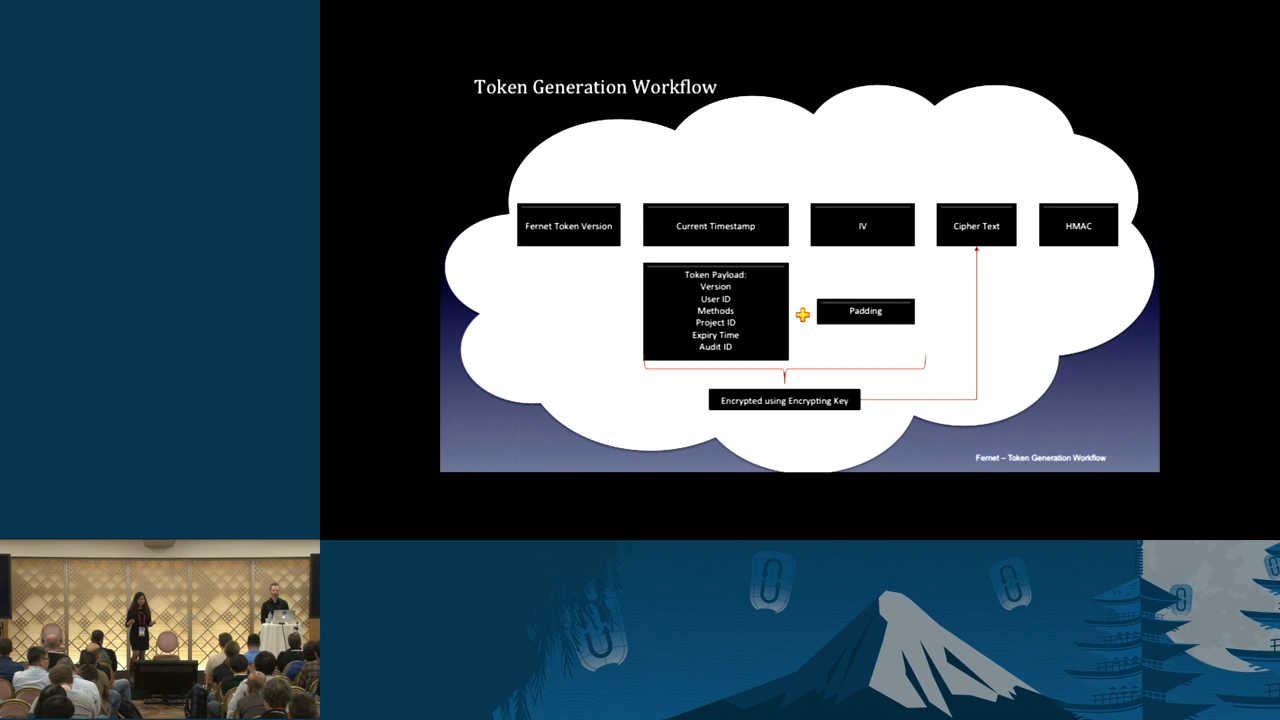 Token Generation Workflow
Fernet Token Version
Current Timestamp
IV
Cipher Text
HMAC
Token Payload:
Version
User ID
Methods
Project ID
Expiry Time
Audit ID
Padding
Encrypted using Encrypting Key
Fernet – Token Generation Workflow